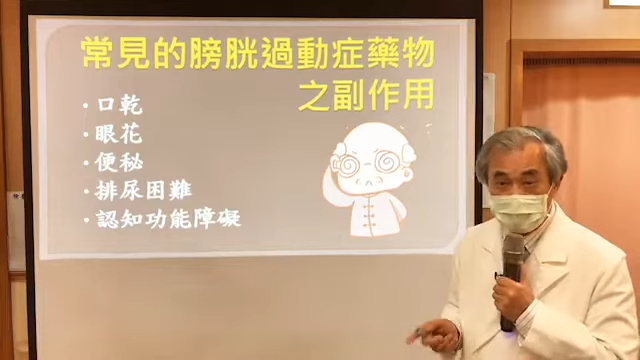 常見的膀胱過動症藥物
之副作用
·口乾
·眼花
·便秘
·排尿困難
·認知功能障礙